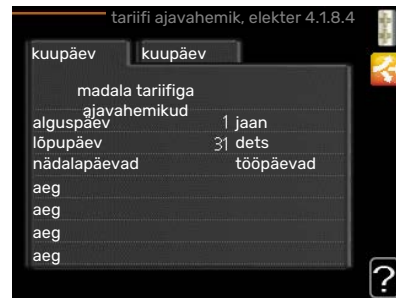 tariifi ajavahemik, elekter 4.1.8.4
kuupäev kuupäev
madala tariifiga
ajavahemikud
alguspäev 1 jaan
lõpupäev 31 dets
nädalapäevad tööpäevad
aeg
aeg
aeg
aeg
?